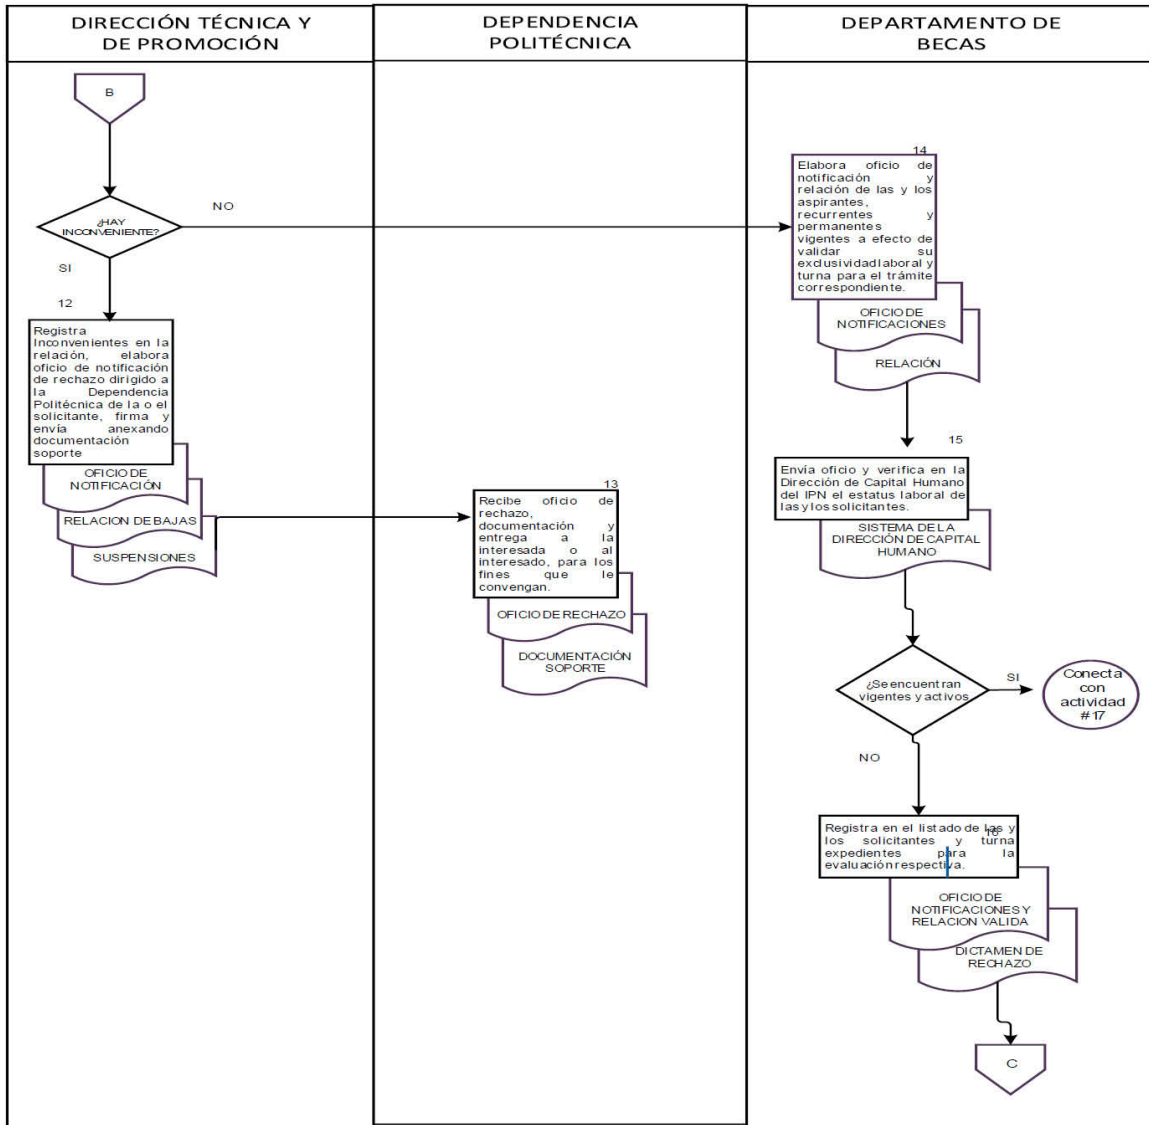 DIRECCIÓN TÉCNICA Y
DE PROMOCIÓN
DEPENDENCIA
POLITÉCNICA
DEPARTAMENTO DE
BECAS
B
¿HAY
INCONVENIENTE?
NO
SI
12
Registra
Inconvenientes en la
relación, elabora
oficio de notificación
de rechazo dirigido a
la Dependencia
Politécnica de la o el
solicitante, firma y
envía anexando
documentación
soporte
OFICIO DE
NOTIFICACIÓN
RELACION DE BAJAS
SUSPENSIONES
13
Recibe oficio de
rechazo,
documentación y
entrega a la
interesada o al
interesado, para los
fines que le
convengan.
OFICIO DE RECHAZO
DOCUMENTACIÓN
SOPORTE
14
Elabora oficio de
notificación y
relación de las y los
aspirantes,
recurrentes y
permanentes
vigentes a efecto de
validar su
exclusividad laboral y
turna para el trámite
correspondiente.
OFICIO DE
NOTIFICACIONES
RELACIÓN
15
Envía oficio y verifica en la
Dirección de Capital Humano
del IPN el estatus laboral de
las y los solicitantes.
SISTEMA DE LA
DIRECCIÓN DE CAPITAL
HUMANO
¿Se encuentran
vigentes y activos
SI
Conecta
con
actividad
#17
NO
16
Registra en el listado de las y
los solicitantes y turna
expedientes para la
evaluación respectiva.
OFICIO DE
NOTIFICACIONES Y
RELACION VALIDA
DICTAMEN DE
RECHAZO
C